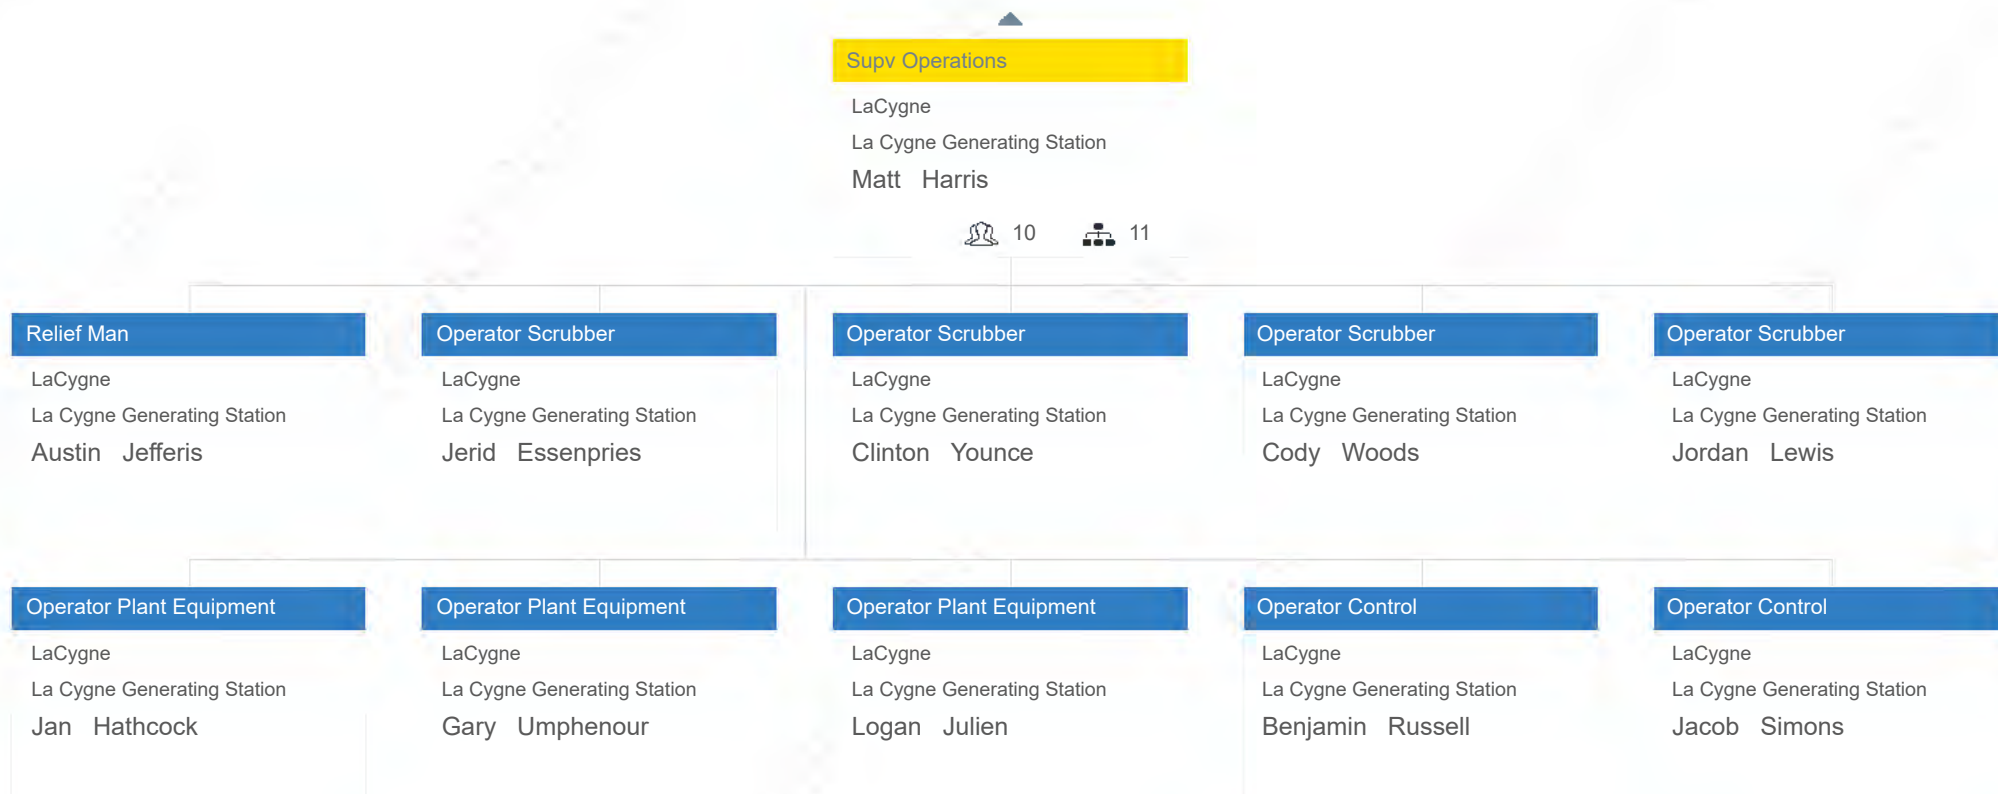 Supv Operations
LaCygne
La Cygne Generating Station
Matt Harris
10 11
Relief Man
LaCygne
La Cygne Generating Station
Austin Jefferis
Operator Scrubber
LaCygne
La Cygne Generating Station
Jerid Essenpries
Operator Scrubber
LaCygne
La Cygne Generating Station
Clinton Younce
Operator Scrubber
LaCygne
La Cygne Generating Station
Cody Woods
Operator Scrubber
LaCygne
La Cygne Generating Station
Jordan Lewis
Operator Plant Equipment
LaCygne
La Cygne Generating Station
Jan Hathcock
Operator Plant Equipment
LaCygne
La Cygne Generating Station
Gary Umphenour
Operator Plant Equipment
LaCygne
La Cygne Generating Station
Logan Julien
Operator Control
LaCygne
La Cygne Generating Station
Benjamin Russell
Operator Control
LaCygne
La Cygne Generating Station
Jacob Simons